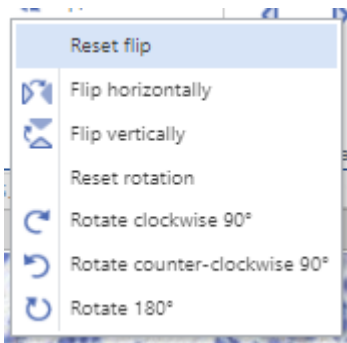 Reset flip
Flip horizontally
Flip vertically
Reset rotation
Rotate clockwise 90°
Rotate counter-clockwise 90°
Rotate 180°